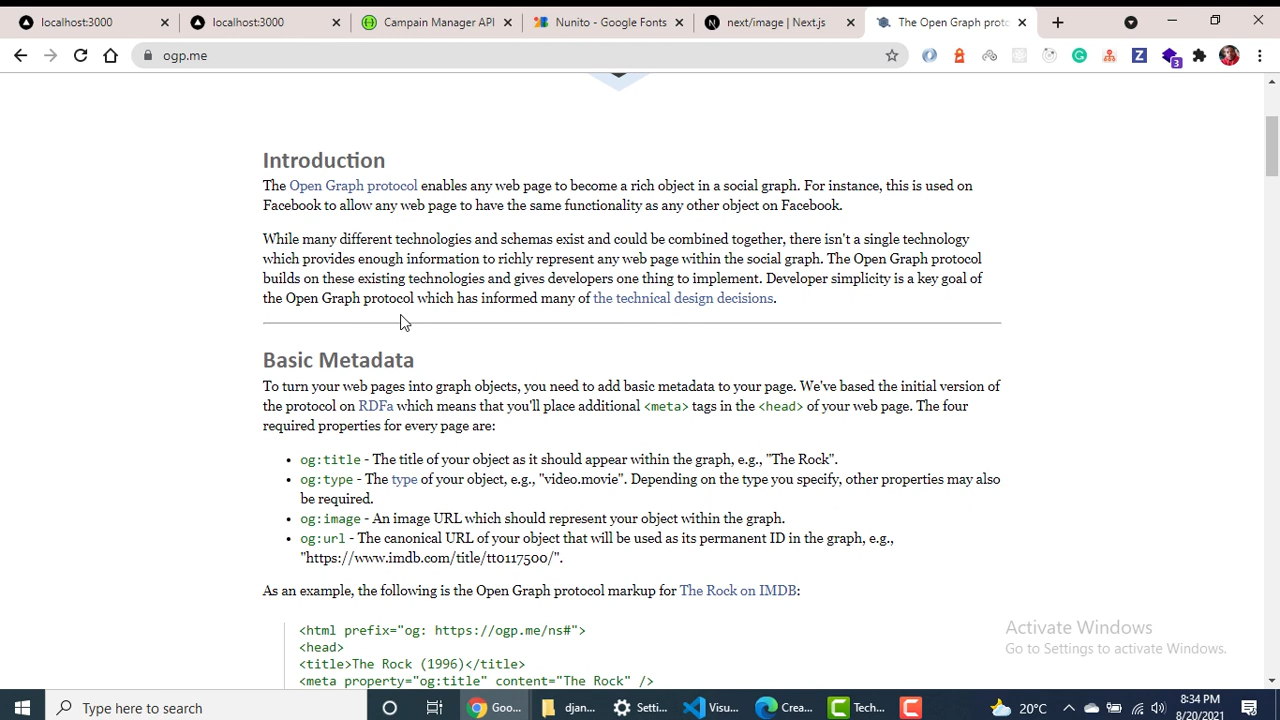 localhost:3000
localhost:3000
Campain Manager API
Nunito - Google Fonts
next/image | Next.js
The Open Graph proto
ogp.me
3
Introduction
The Open Graph protocol enables any web page to become a rich object in a social graph. For instance, this is used on
Facebook to allow any web page to have the same functionality as any other object on Facebook.
While many different technologies and schemas exist and could be combined together, there isn't a single technology
which provides enough information to richly represent any web page within the social graph. The Open Graph protocol
builds on these existing technologies and gives developers one thing to implement. Developer simplicity is a key goal of
the Open Graph protocol which has informed many of the technical design decisions.
Basic Metadata
To turn your web pages into graph objects, you need to add basic metadata to your page. We've based the initial version of
the protocol on RDFa which means that you'll place additional <meta> tags in the <head> of your web page. The four
required properties for every page are:
• og:title - The title of your object as it should appear within the graph, e.g., "The Rock".
• og:type - The type of your object, e.g., "video.movie". Depending on the type you specify, other properties may also
be required.
• og:image - An image URL which should represent your object within the graph.
• og:url - The canonical URL of your object that will be used as its permanent ID in the graph, e.g.,
"https://www.imdb.com/title/tt0117500/".
As an example, the following is the Open Graph protocol markup for The Rock on IMDB:
<html prefix="og: https://ogp.me/ns#">
<head>
<title>The Rock (1996)</title>
<meta property="og:title" content="The Rock" />
Activate Windows
Go to Settings to activate Windows.
Type here to search
Goo...
djan...
Setti...
Visu...
Crea...
Tech...
20°C
8:34 PM
8/20/2021